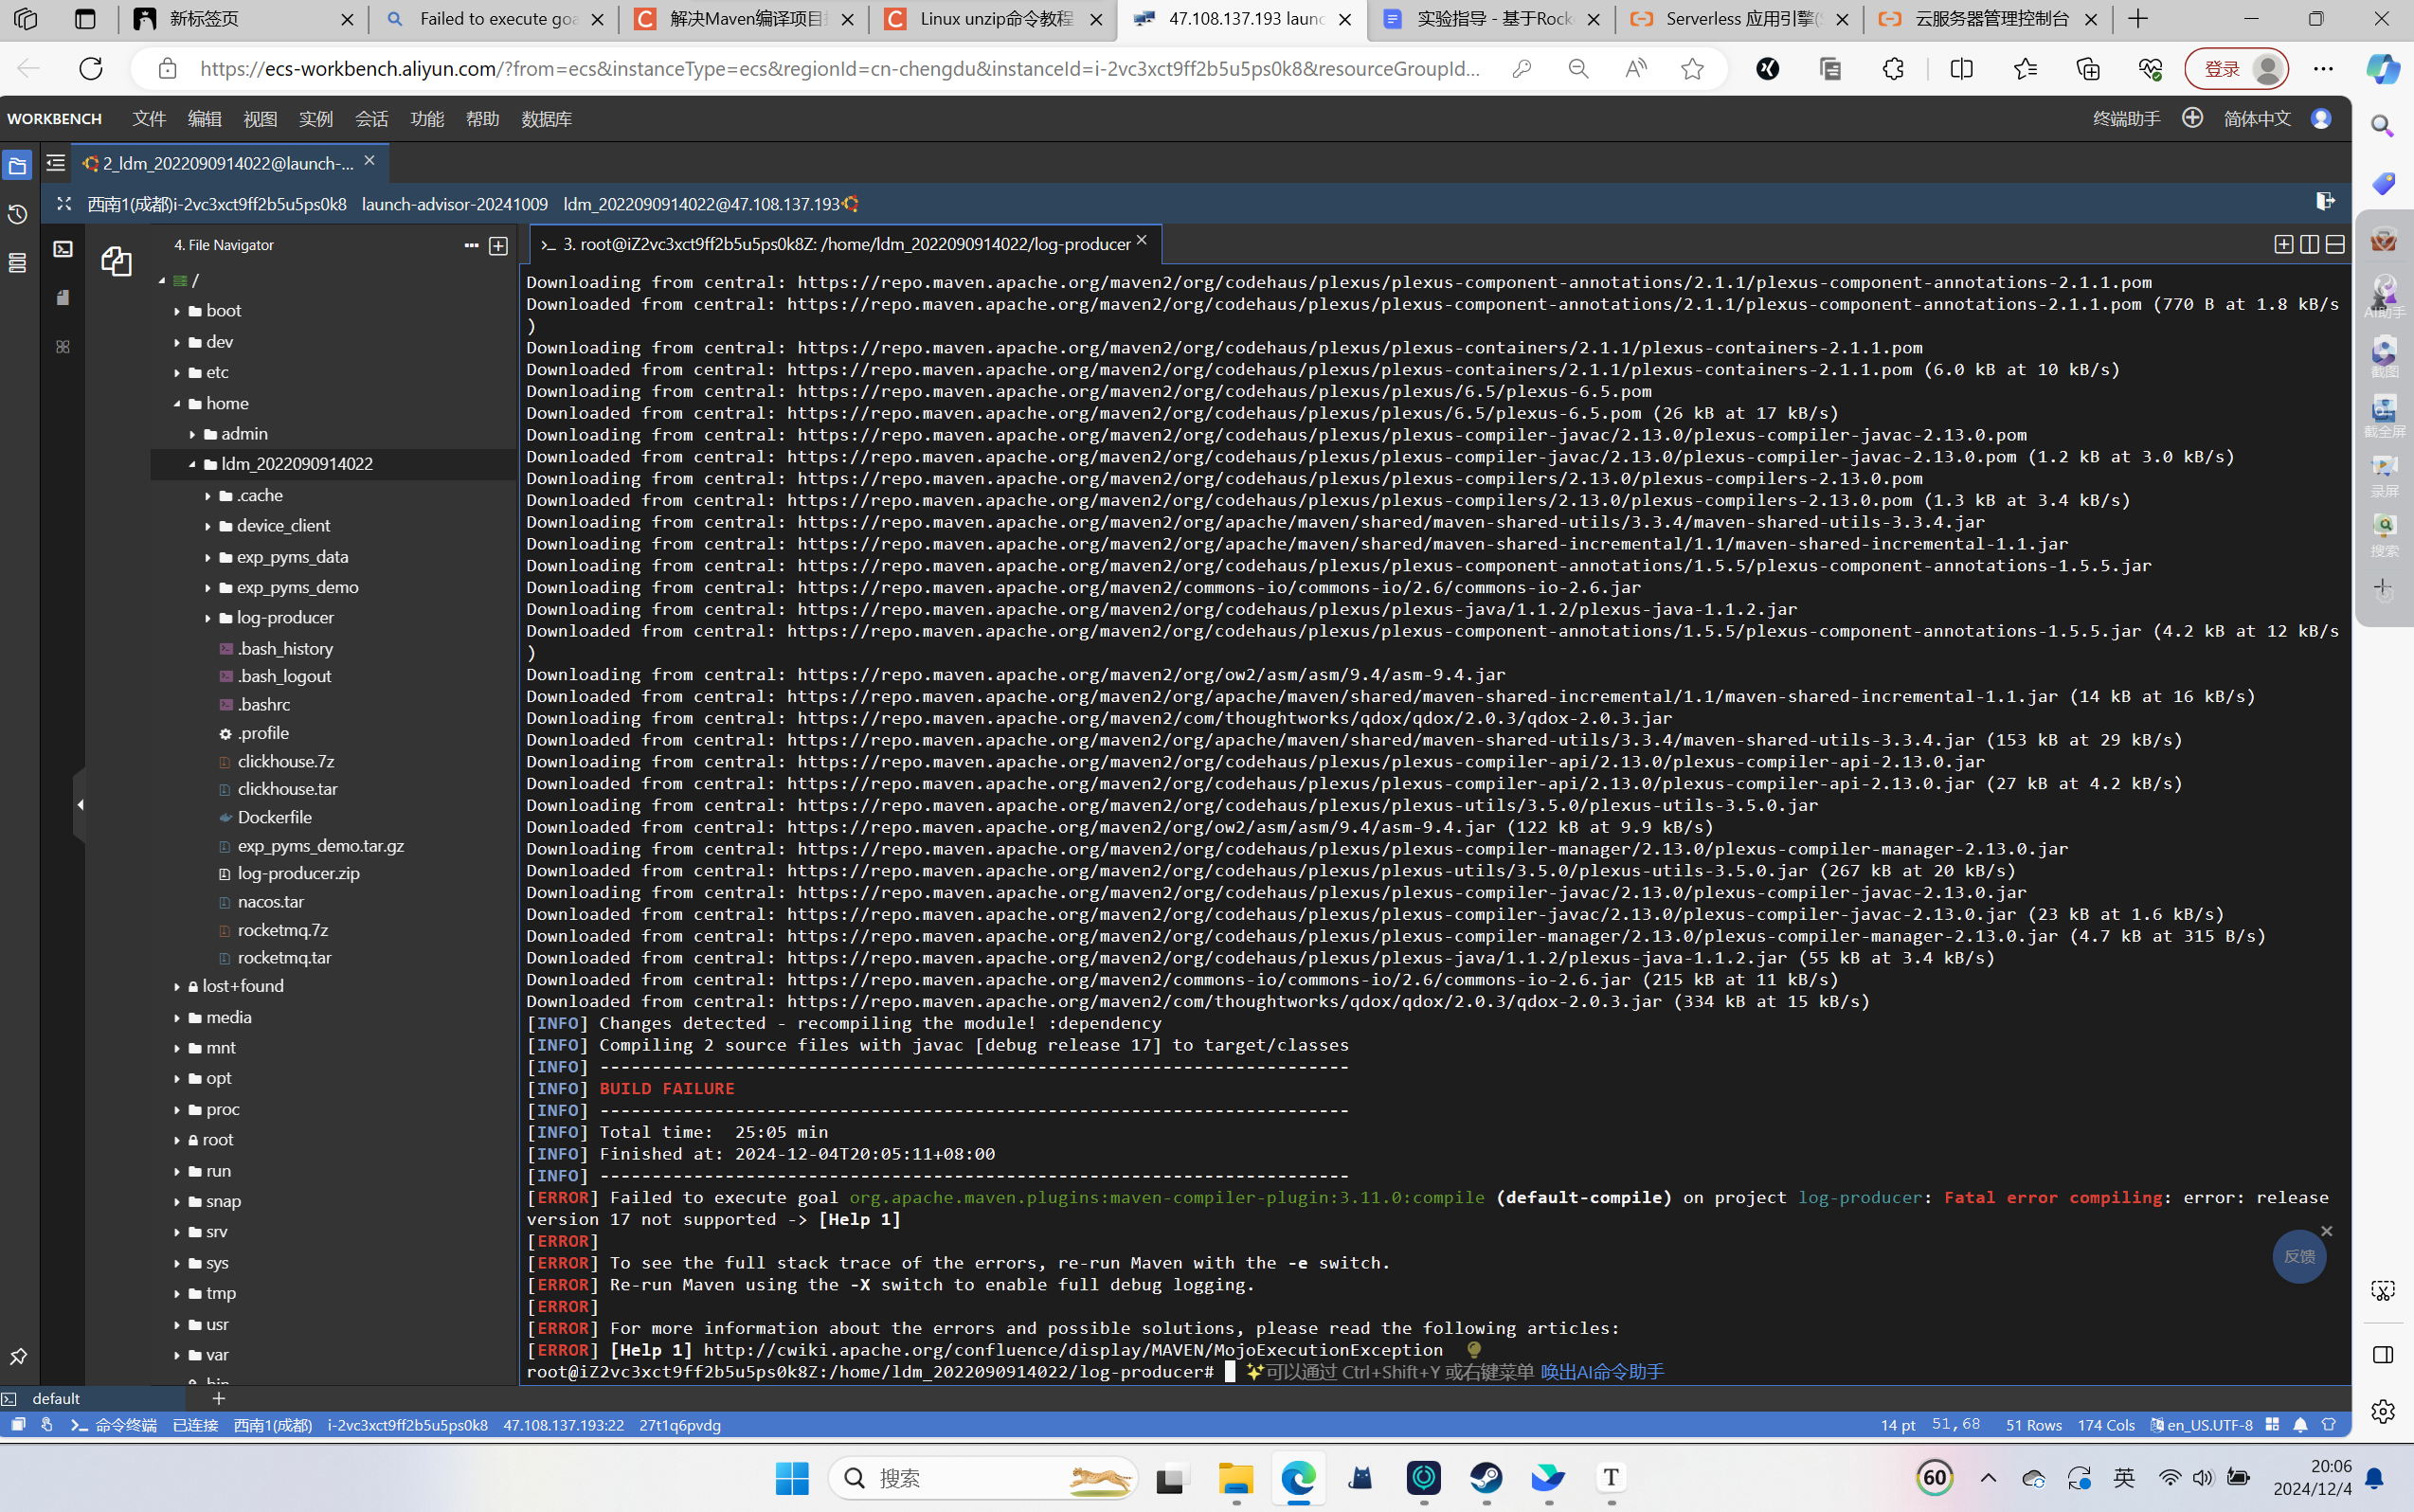 新标签页
Failed to execute goa
解决Maven编译项目
Linux unzip命令教程
47.108.137.193 launc
实验指导 - 基于Rock
Serverless 应用引擎(S
云服务器管理控制台
https://ecs-workbench.aliyun.com/?from=ecs&instanceType=ecs&regionId=cn-chengdu&instanceId=i-2vc3xct9ff2b5u5ps0k8&resourceGroupId...
登录
WORKBENCH 文件 编辑 视图 实例 会话 功能 帮助 数据库
终端助手 简体中文
2_ldm_2022090914022@launch-...
西南1(成都)i-2vc3xct9ff2b5u5ps0k8 launch-advisor-20241009 ldm_2022090914022@47.108.137.193
4. File Navigator
/
boot
dev
etc
home
admin
ldm_2022090914022
.cache
device_client
exp_pyms_data
exp_pyms_demo
log-producer
.bash_history
.bash_logout
.bashrc
.profile
clickhouse.7z
clickhouse.tar
Dockerfile
exp_pyms_demo.tar.gz
log-producer.zip
nacos.tar
rocketmq.7z
rocketmq.tar
lost+found
media
mnt
opt
proc
root
run
snap
srv
sys
tmp
usr
var
>_ 3. root@iZ2vc3xct9ff2b5u5ps0k8Z: /home/ldm_2022090914022/log-producer
Downloading from central: https://repo.maven.apache.org/maven2/org/codehaus/plexus/plexus-component-annotations/2.1.1/plexus-component-annotations-2.1.1.pom
Downloaded from central: https://repo.maven.apache.org/maven2/org/codehaus/plexus/plexus-component-annotations/2.1.1/plexus-component-annotations-2.1.1.pom (770 B at 1.8 kB/s
)
Downloading from central: https://repo.maven.apache.org/maven2/org/codehaus/plexus/plexus-containers/2.1.1/plexus-containers-2.1.1.pom
Downloaded from central: https://repo.maven.apache.org/maven2/org/codehaus/plexus/plexus-containers/2.1.1/plexus-containers-2.1.1.pom (6.0 kB at 10 kB/s)
Downloading from central: https://repo.maven.apache.org/maven2/org/codehaus/plexus/plexus/6.5/plexus-6.5.pom
Downloaded from central: https://repo.maven.apache.org/maven2/org/codehaus/plexus/plexus/6.5/plexus-6.5.pom (26 kB at 17 kB/s)
Downloading from central: https://repo.maven.apache.org/maven2/org/codehaus/plexus/plexus-compiler-javac/2.13.0/plexus-compiler-javac-2.13.0.pom
Downloaded from central: https://repo.maven.apache.org/maven2/org/codehaus/plexus/plexus-compiler-javac/2.13.0/plexus-compiler-javac-2.13.0.pom (1.2 kB at 3.0 kB/s)
Downloading from central: https://repo.maven.apache.org/maven2/org/codehaus/plexus/plexus-compilers/2.13.0/plexus-compilers-2.13.0.pom
Downloaded from central: https://repo.maven.apache.org/maven2/org/codehaus/plexus/plexus-compilers/2.13.0/plexus-compilers-2.13.0.pom (1.3 kB at 3.4 kB/s)
Downloading from central: https://repo.maven.apache.org/maven2/org/apache/maven/shared/maven-shared-utils/3.3.4/maven-shared-utils-3.3.4.jar
Downloading from central: https://repo.maven.apache.org/maven2/org/apache/maven/shared/maven-shared-incremental/1.1/maven-shared-incremental-1.1.jar
Downloading from central: https://repo.maven.apache.org/maven2/org/codehaus/plexus/plexus-component-annotations/1.5.5/plexus-component-annotations-1.5.5.jar
Downloading from central: https://repo.maven.apache.org/maven2/commons-io/commons-io/2.6/commons-io-2.6.jar
Downloading from central: https://repo.maven.apache.org/maven2/org/codehaus/plexus/plexus-java/1.1.2/plexus-java-1.1.2.jar
Downloaded from central: https://repo.maven.apache.org/maven2/org/codehaus/plexus/plexus-component-annotations/1.5.5/plexus-component-annotations-1.5.5.jar (4.2 kB at 12 kB/s
)
Downloading from central: https://repo.maven.apache.org/maven2/org/ow2/asm/asm/9.4/asm-9.4.jar
Downloaded from central: https://repo.maven.apache.org/maven2/org/apache/maven/shared/maven-shared-incremental/1.1/maven-shared-incremental-1.1.jar (14 kB at 16 kB/s)
Downloading from central: https://repo.maven.apache.org/maven2/com/thoughtworks/qdox/qdox/2.0.3/qdox-2.0.3.jar
Downloaded from central: https://repo.maven.apache.org/maven2/org/apache/maven/shared/maven-shared-utils/3.3.4/maven-shared-utils-3.3.4.jar (153 kB at 29 kB/s)
Downloading from central: https://repo.maven.apache.org/maven2/org/codehaus/plexus/plexus-compiler-api/2.13.0/plexus-compiler-api-2.13.0.jar
Downloaded from central: https://repo.maven.apache.org/maven2/org/codehaus/plexus/plexus-compiler-api/2.13.0/plexus-compiler-api-2.13.0.jar (27 kB at 4.2 kB/s)
Downloading from central: https://repo.maven.apache.org/maven2/org/codehaus/plexus/plexus-utils/3.5.0/plexus-utils-3.5.0.jar
Downloaded from central: https://repo.maven.apache.org/maven2/org/ow2/asm/asm/9.4/asm-9.4.jar (122 kB at 9.9 kB/s)
Downloading from central: https://repo.maven.apache.org/maven2/org/codehaus/plexus/plexus-compiler-manager/2.13.0/plexus-compiler-manager-2.13.0.jar
Downloaded from central: https://repo.maven.apache.org/maven2/org/codehaus/plexus/plexus-utils/3.5.0/plexus-utils-3.5.0.jar (267 kB at 20 kB/s)
Downloading from central: https://repo.maven.apache.org/maven2/org/codehaus/plexus/plexus-compiler-javac/2.13.0/plexus-compiler-javac-2.13.0.jar
Downloaded from central: https://repo.maven.apache.org/maven2/org/codehaus/plexus/plexus-compiler-javac/2.13.0/plexus-compiler-javac-2.13.0.jar (23 kB at 1.6 kB/s)
Downloaded from central: https://repo.maven.apache.org/maven2/org/codehaus/plexus/plexus-compiler-manager/2.13.0/plexus-compiler-manager-2.13.0.jar (4.7 kB at 315 B/s)
Downloaded from central: https://repo.maven.apache.org/maven2/org/codehaus/plexus/plexus-java/1.1.2/plexus-java-1.1.2.jar (55 kB at 3.4 kB/s)
Downloaded from central: https://repo.maven.apache.org/maven2/commons-io/commons-io/2.6/commons-io-2.6.jar (215 kB at 11 kB/s)
Downloaded from central: https://repo.maven.apache.org/maven2/com/thoughtworks/qdox/qdox/2.0.3/qdox-2.0.3.jar (334 kB at 15 kB/s)
[INFO] Changes detected - recompiling the module! :dependency
[INFO] Compiling 2 source files with javac [debug release 17] to target/classes
[INFO] ------------------------------------------------------------------------
[INFO] BUILD FAILURE
[INFO] ------------------------------------------------------------------------
[INFO] Total time:  25:05 min
[INFO] Finished at: 2024-12-04T20:05:11+08:00
[INFO] ------------------------------------------------------------------------
[ERROR] Failed to execute goal org.apache.maven.plugins:maven-compiler-plugin:3.11.0:compile (default-compile) on project log-producer: Fatal error compiling: error: release
version 17 not supported -> [Help 1]
[ERROR]
[ERROR] To see the full stack trace of the errors, re-run Maven with the -e switch.
[ERROR] Re-run Maven using the -X switch to enable full debug logging.
[ERROR]
[ERROR] For more information about the errors and possible solutions, please read the following articles:
[ERROR] [Help 1] http://cwiki.apache.org/confluence/display/MAVEN/MojoExecutionException
root@iZ2vc3xct9ff2b5u5ps0k8Z:/home/ldm_2022090914022/log-producer# 可以通过 Ctrl+Shift+Y 或右键菜单 唤出AI命令助手
反馈
AI助手
截图
截全屏
录屏
搜索
default
命令终端 已连接 西南1(成都) i-2vc3xct9ff2b5u5ps0k8 47.108.137.193:22 27t1q6pvdg
14 pt 51,68 51 Rows 174 Cols en_US.UTF-8
搜索
60
英
20:06
2024/12/4